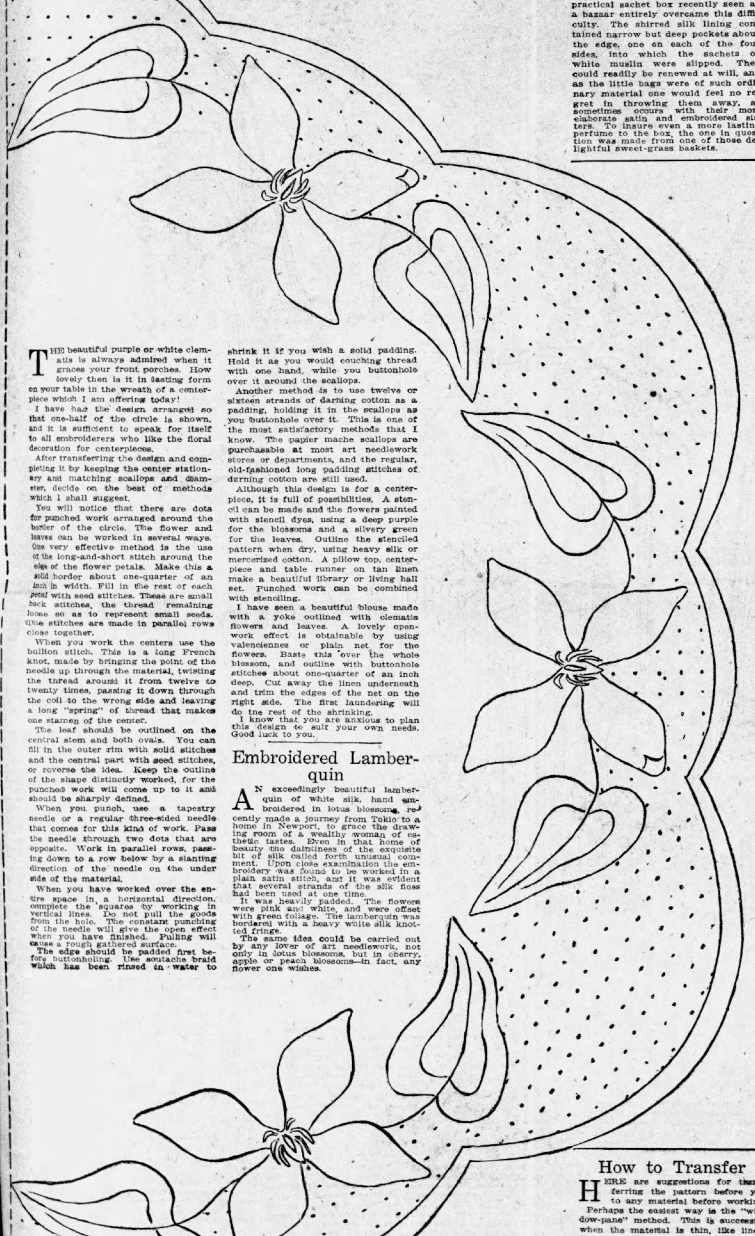 practical sachet box recently seen a
a bazaar entirely overcame this diffi
culty. The shirred silk lining con
tained narrow but deep pockets abou
the edge, one on each of the fou
sides, into which the sachets o
white muslin were slipped. The
could readily be renewed at will, an
as the little bags were of such ordi
nary material one would feel no re
gret in throwing them away, a
sometimes occurs with their mor
elaborate satin and embroidered sis
ters. To insure even a more lastin
perfume to the box, the one in ques
tion was made from one of those de
lightful sweet-grass baskets.
THE beautiful purple or white clem-
atis is always admired when it
graces your front porches. How
lovely then is it in lasting form
on your table in the wreath of a center-
piece which I am offering today!
I have had the design arranged so
that one-half of the circle is shown,
and it is sufficient to speak for itself
to all embroiderers who like the floral
decoration for centerpieces.
After transferring the design and com-
pleting it by keeping the center station-
ary and matching scallops and diam-
eter, decide on the best of methods
which I shall suggest.
You will notice that there are dots
for punched work arranged around the
border of the circle. The flower and
leaves can be worked in several ways.
One very effective method is the use
of the long-and-short stitch around the
edge of the flower petals. Make this a
solid border about one-quarter of an
inch in width. Fill in the rest of each
petal with seed stitches. These are small
back stitches, the thread remaining
loose so as to represent small seeds.
The stitches are made in parallel rows
close together.
When you work the centers use the
bullion stitch. This is a long French
knot, made by bringing the point of the
needle up through the material, twisting
the thread around it from twelve to
twenty times, passing it down through
the coil to the wrong side and leaving
a long "spring" of thread that makes
one stamen of the center.
The leaf should be outlined on the
central stem and both ovals. You can
fill in the outer rim with solid stitches
and the central part with seed stitches,
or reverse the idea. Keep the outline
of the shape distinctly worked, for the
punched work will come up to it and
should be sharply defined.
When you punch, use a tapestry
needle or a regular three-sided needle
that comes for this kind of work. Pass
the needle through two dots that are
opposite. Work in parallel rows, pass-
ing down to a row below by a slanting
direction of the needle on the under
side of the material.
When you have worked over the en-
tire space in a horizontal direction,
complete the squares by working in
vertical lines. Do not pull the goods
from the hole. The constant punching
of the needle will give the open effect
when you have finished. Pulling will
cause a rough gathered surface.
The edge should be padded first be-
fore buttonholing. Use soutache braid
which has been rinsed in water to
shrink it if you wish a solid padding.
Hold it as you would couching thread
with one hand, while you buttonhole
over it around the scallops.
Another method is to use twelve or
sixteen strands of darning cotton as a
padding, holding it in the scallops as
you buttonhole over it. This is one of
the most satisfactory methods that I
know. The papier mache scallops are
purchasable at most art needlework
stores or departments, and the regular,
old-fashioned long padding stitches of
darning cotton are still used.
Although this design is for a center-
piece, it is full of possibilities. A sten-
cil can be made and the flowers painted
with stencil dyes, using a deep purple
for the blossoms and a silvery green
for the leaves. Outline the stenciled
pattern when dry, using heavy silk or
mercerized cotton. A pillow top, center-
piece and table runner on tan linen
make a beautiful library or living hall
set. Punched work can be combined
with stenciling.
I have seen a beautiful blouse made
with a yoke outlined with clematis
flowers and leaves. A lovely open-
work effect is obtainable by using
valenciennes or plain net for the
flowers. Baste this over the whole
blossom, and outline with buttonhole
stitches about one-quarter of an inch
deep. Cut away the linen underneath
and trim the edges of the net on the
right side. The first laundering will
do the rest of the shrinking.
I know that you are anxious to plan
this design to suit your own needs.
Good luck to you.
Embroidered Lamber-
quin
AN exceedingly beautiful lamber-
quin of white silk, hand em-
broidered in lotus blossoms, re-
cently made a journey from Tokio to a
home in Newport, to grace the draw-
ing room of a wealthy woman of es-
thetic tastes. Even in that home of
beauty the daintiness of the exquisite
bit of silk called forth unusual com-
ment. Upon close examination the em-
broidery was found to be worked in a
plain satin stitch, and it was evident
that several strands of the silk floss
had been used at one time.
It was heavily padded. The flowers
were pink and white, and were offset
with green foliage. The lamberquin was
bordered with a heavy white silk knot-
ted fringe.
The same idea could be carried out
by any lover of art needlework, not
only in lotus blossoms, but in cherry,
apple or peach blossoms—in fact, any
flower one wishes.
How to Transfer
HERE are suggestions for tran
ferring the pattern before y
to any material before worki
Perhaps the easiest way is the "wi
dow-pane" method. This is success
when the material is thin, like line